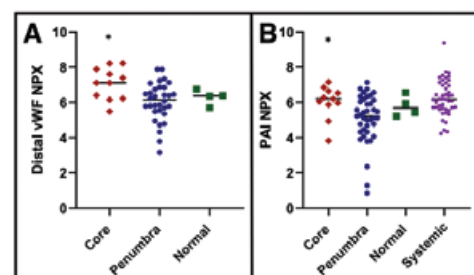 A
*
Distal vWF NPX
10
8
6
4
2
0
Core
Penumbra
Normal
B
*
PAI NPX
10
8
6
4
2
0
Core
Penumbra
Normal
Systemic